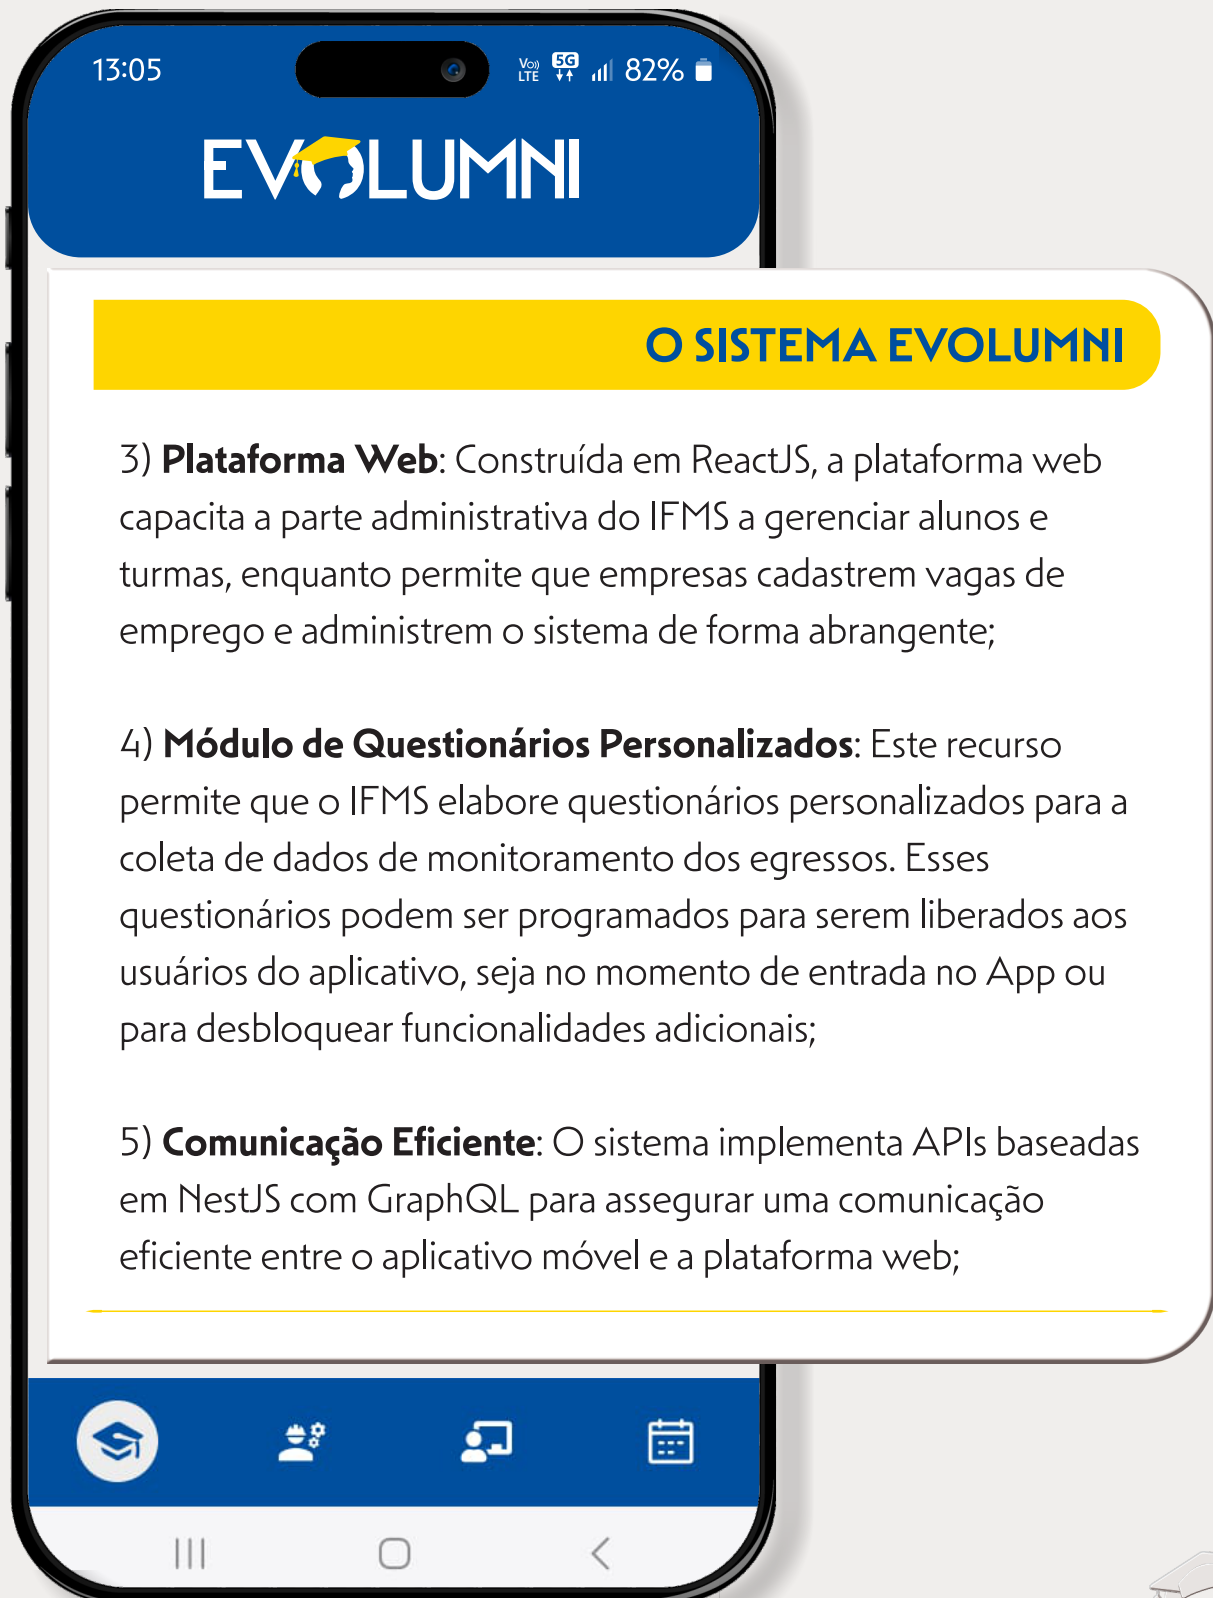 13:05
Vo)) LTE 5G 82%
EVOLUMNI
O SISTEMA EVOLUMNI
3) Plataforma Web: Construída em ReactJS, a plataforma web
capacita a parte administrativa do IFMS a gerenciar alunos e
turmas, enquanto permite que empresas cadastrem vagas de
emprego e administrem o sistema de forma abrangente;
4) Módulo de Questionários Personalizados: Este recurso
permite que o IFMS elabore questionários personalizados para a
coleta de dados de monitoramento dos egressos. Esses
questionários podem ser programados para serem liberados aos
usuários do aplicativo, seja no momento de entrada no App ou
para desbloquear funcionalidades adicionais;
5) Comunicação Eficiente: O sistema implementa APIs baseadas
em NestJS com GraphQL para assegurar uma comunicação
eficiente entre o aplicativo móvel e a plataforma web;